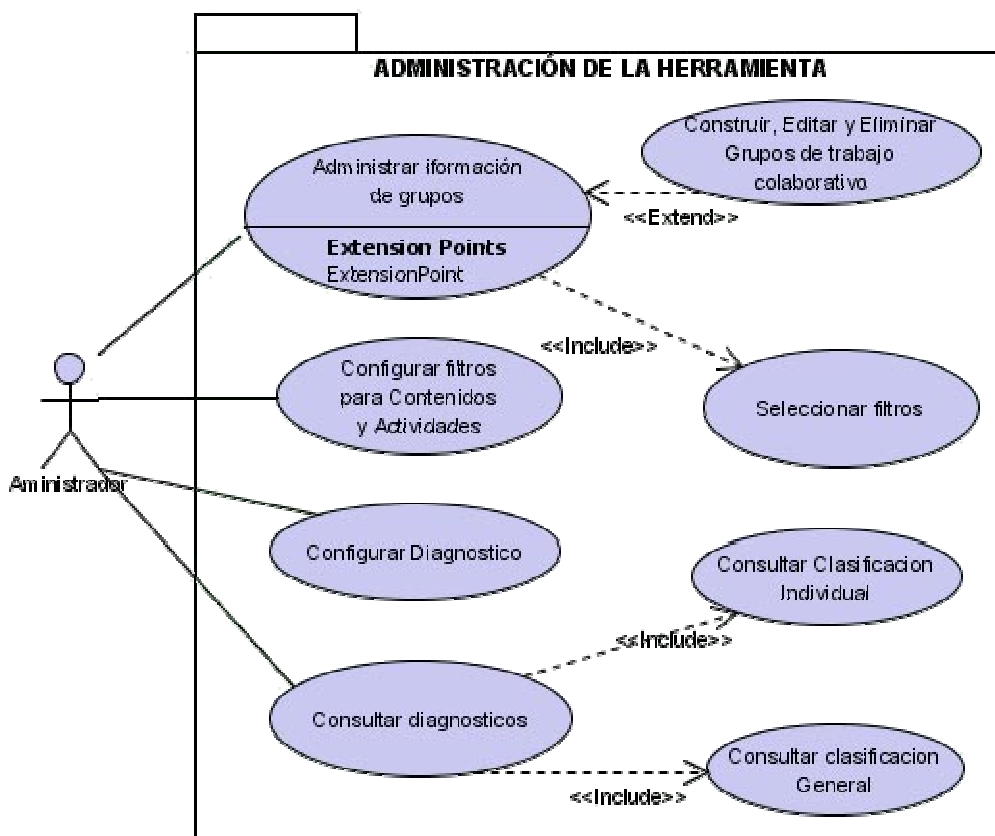 ADMINISTRACIÓN DE LA HERRAMIENTA
Construir, Editar y Eliminar
Grupos de trabajo
colaborativo
Administrar iformación
de grupos
<<Extend>>
Extension Points
ExtensionPoint
<<Include>>
Configurar filtros
para Contenidos
y Actividades
Seleccionar filtros
Aministrador
Configurar Diagnostico
Consultar Clasificacion
Individual
<<Include>>
Consultar diagnosticos
Consultar clasificacion
General
<<Include>>